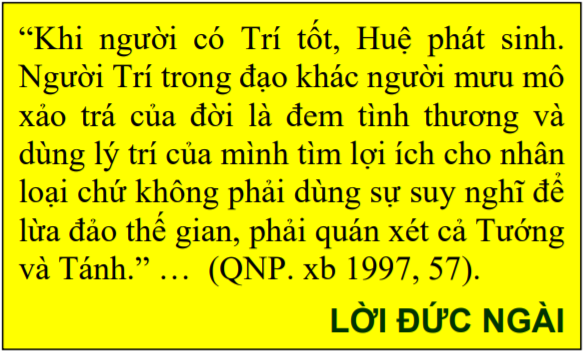 “Khi người có Trí tốt, Huệ phát sinh.
Người Trí trong đạo khác người mưu mô
xảo trá của đời là đem tình thương và
dùng lý trí của mình tìm lợi ích cho nhân
loại chứ không phải dùng sự suy nghĩ để
lừa đảo thế gian, phải quán xét cả Tướng
và Tánh.” … (QNP. xb 1997, 57).
LỜI ĐỨC NGÀI